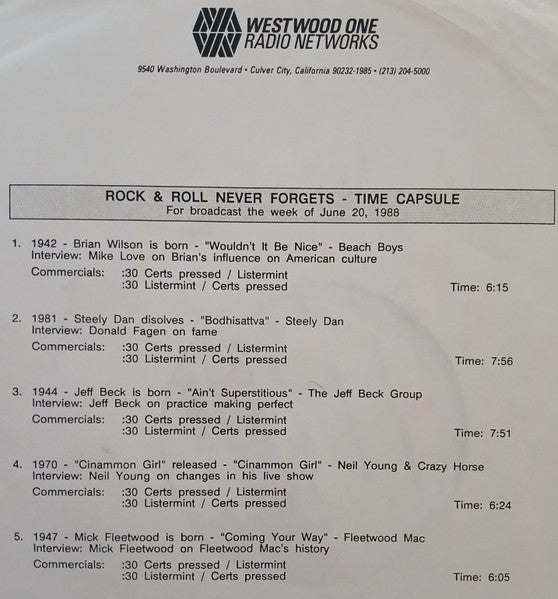 WESTWOOD ONE
RADIO NETWORKS
9540 Washington Boulevard • Culver City, California 90232-1985 • (213) 204-5000
ROCK & ROLL NEVER FORGETS - TIME CAPSULE
For broadcast the week of June 20, 1988
1. 1942 - Brian Wilson is born - "Wouldn't It Be Nice" - Beach Boys
Interview: Mike Love on Brian's influence on American culture
Commercials: :30 Certs pressed / Listermint
:30 Listermint / Certs pressed Time: 6:15
2. 1981 - Steely Dan disolves - "Bodhisattva" - Steely Dan
Interview: Donald Fagen on fame
Commercials: :30 Certs pressed / Listermint
:30 Listermint / Certs pressed Time: 7:56
3. 1944 - Jeff Beck is born - "Ain't Superstitious" - The Jeff Beck Group
Interview: Jeff Beck on practice making perfect
Commercials: :30 Certs pressed / Listermint
:30 Listermint / Certs pressed Time: 7:51
4. 1970 - "Cinammon Girl" released - "Cinammon Girl" - Neil Young & Crazy Horse
Interview: Neil Young on changes in his live show
Commercials: :30 Certs pressed / Listermint
:30 Listermint / Certs pressed Time: 6:24
5. 1947 - Mick Fleetwood is born - "Coming Your Way" - Fleetwood Mac
Interview: Mick Fleetwood on Fleetwood Mac's history
Commercials: :30 Certs pressed / Listermint
:30 Listermint / Certs pressed Time: 6:05